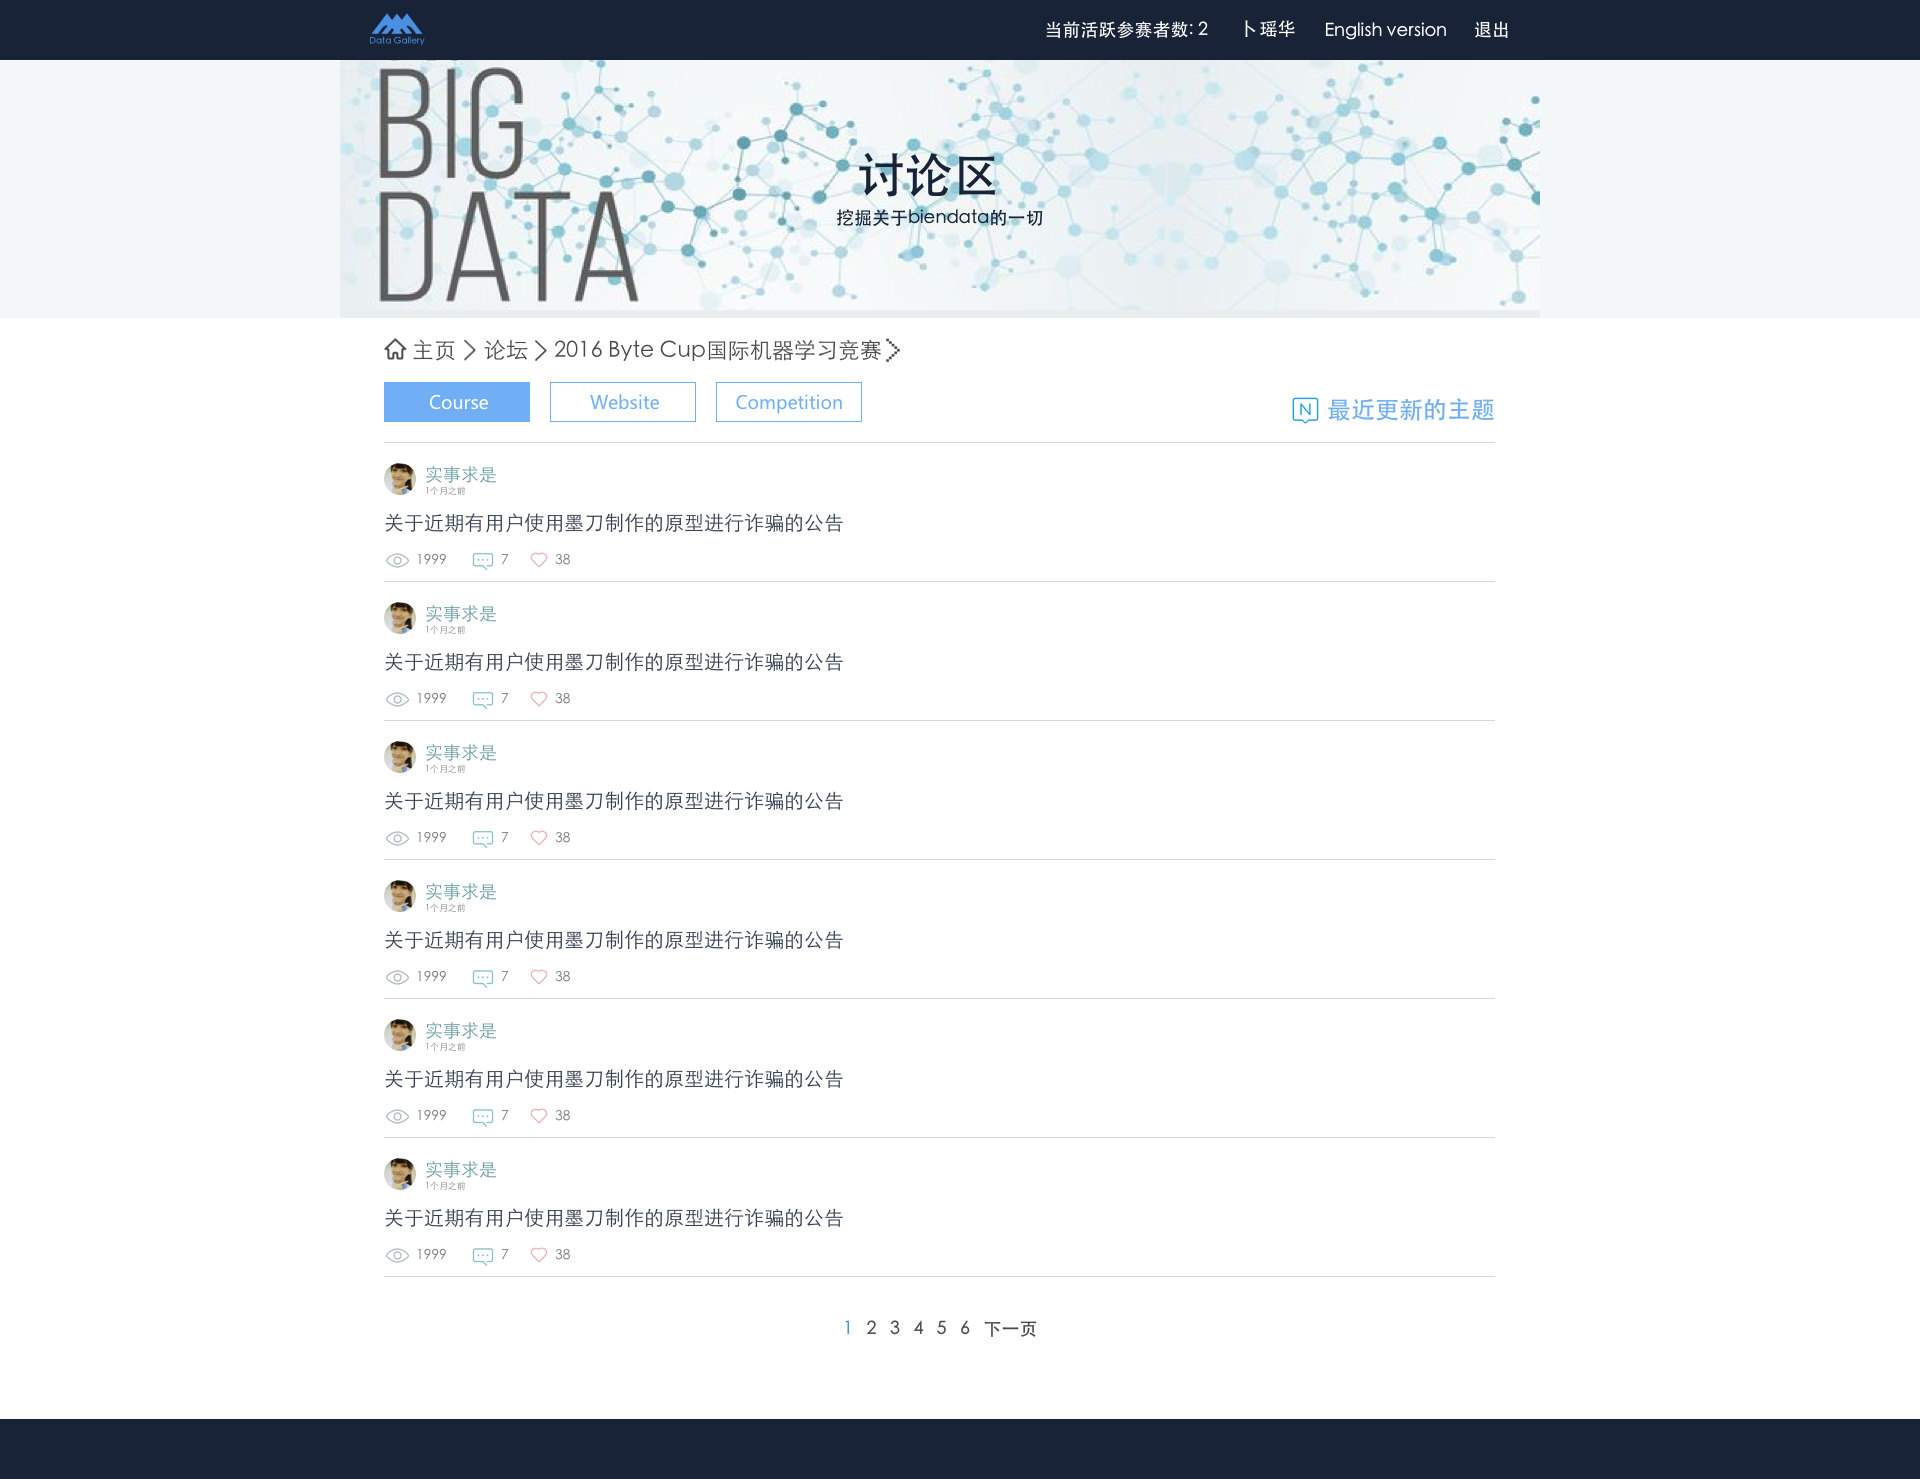 Data Gallery
当前活跃参赛者数: 2 卜瑶华 English version 退出
BIG
DATA
讨论区
挖掘关于biendata的一切
主页 > 论坛 > 2016 Byte Cup国际机器学习竞赛 >
Course Website Competition
N 最近更新的主题
实事求是
1个月之前
关于近期有用户使用墨刀制作的原型进行诈骗的公告
1999 7 38
实事求是
1个月之前
关于近期有用户使用墨刀制作的原型进行诈骗的公告
1999 7 38
实事求是
1个月之前
关于近期有用户使用墨刀制作的原型进行诈骗的公告
1999 7 38
实事求是
1个月之前
关于近期有用户使用墨刀制作的原型进行诈骗的公告
1999 7 38
实事求是
1个月之前
关于近期有用户使用墨刀制作的原型进行诈骗的公告
1999 7 38
实事求是
1个月之前
关于近期有用户使用墨刀制作的原型进行诈骗的公告
1999 7 38
1 2 3 4 5 6 下一页